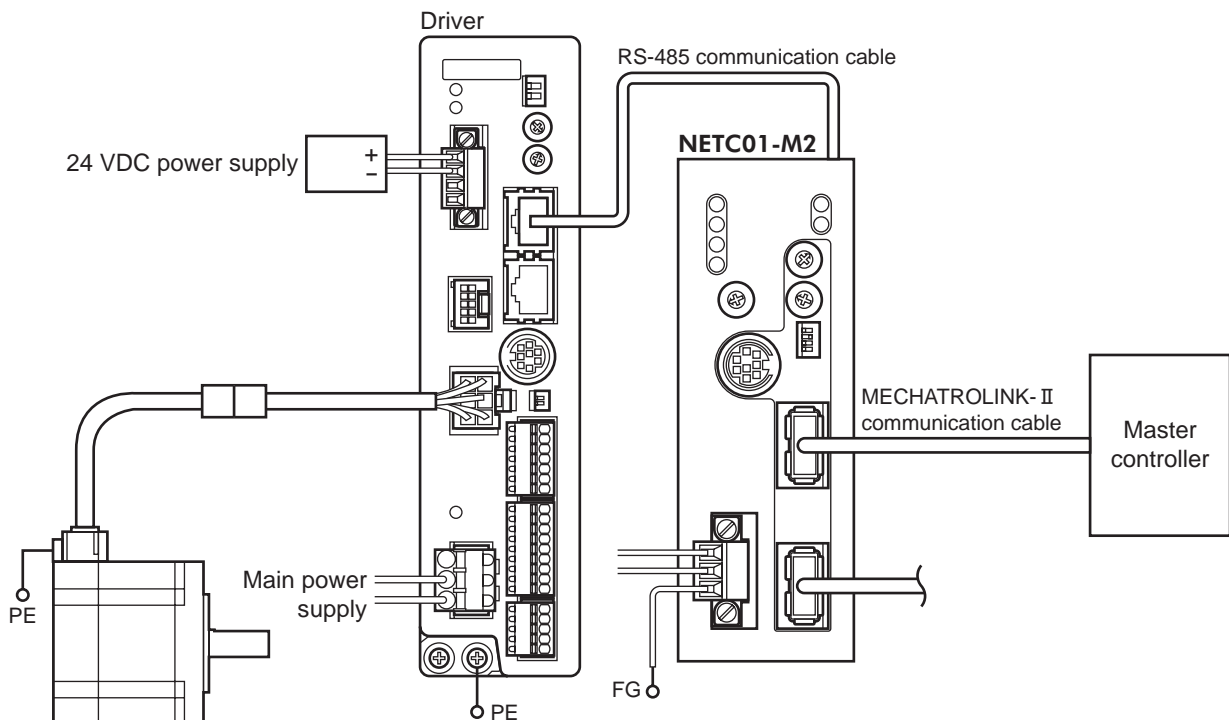 Driver
RS-485 communication cable
NETC01-M2
24 VDC power supply
+
−
MECHATROLINK-Ⅱ
communication cable
Master
controller
Main power
supply
PE
FG
PE